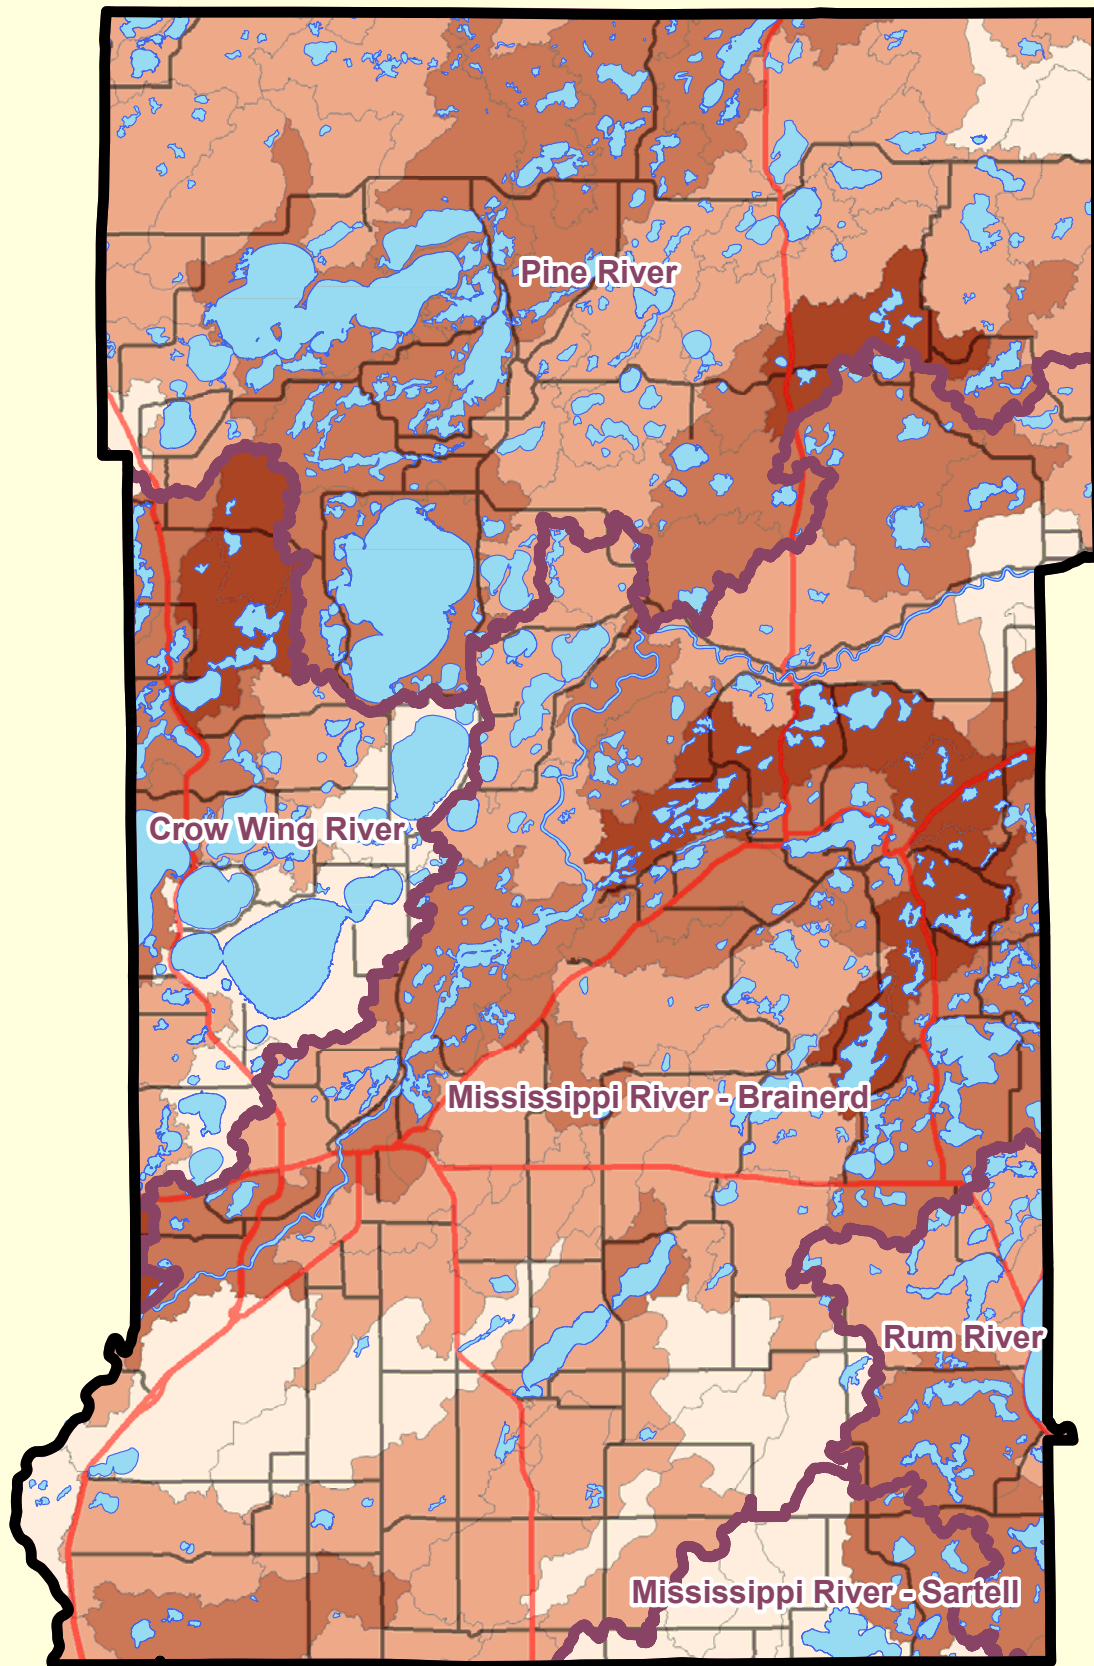 Pine River
Crow Wing River
Mississippi River - Brainerd
Rum River
Mississippi River - Sartell